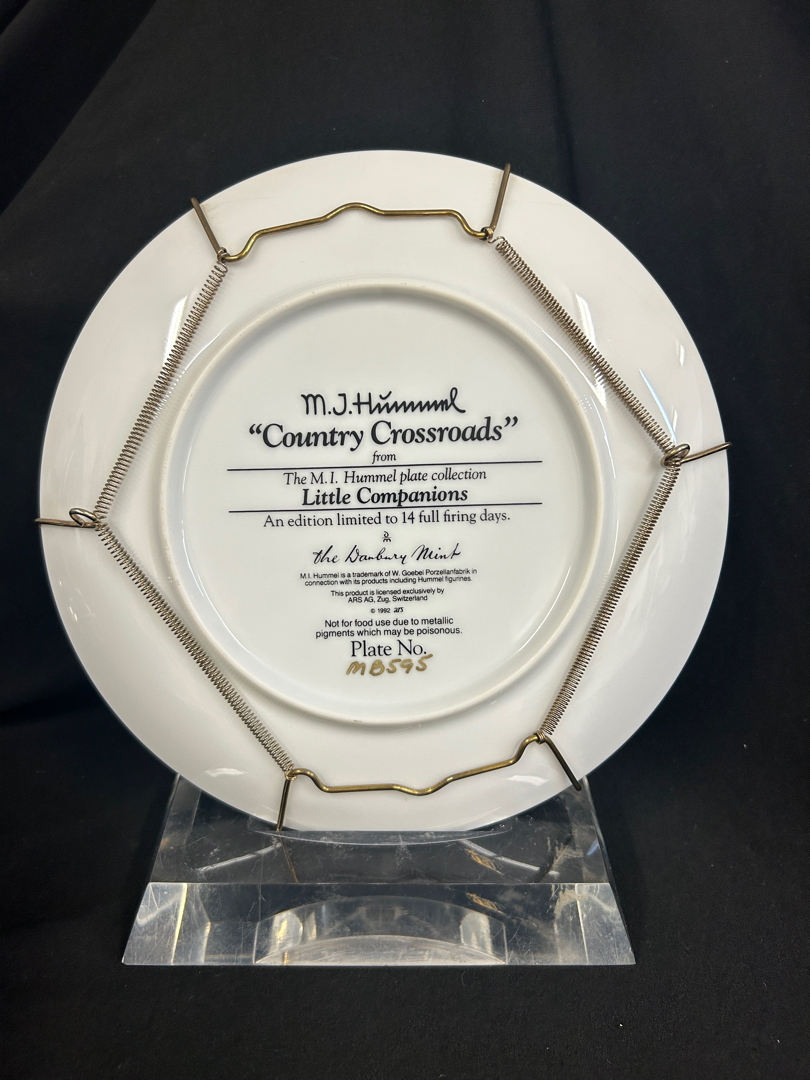 M.J.Hümmel
“Country Crossroads”
from
The M.I. Hummel plate collection
Little Companions
An edition limited to 14 full firing days.
the Danbury Mint
M.I. Hummel is a trademark of W. Goebel Porzellanfabrik in
connection with its products including Hummel figurines.
This product is licensed exclusively by
ARS AG, Zug, Switzerland
© 1992 ars
Not for food use due to metallic
pigments which may be poisonous.
Plate No.
MB595